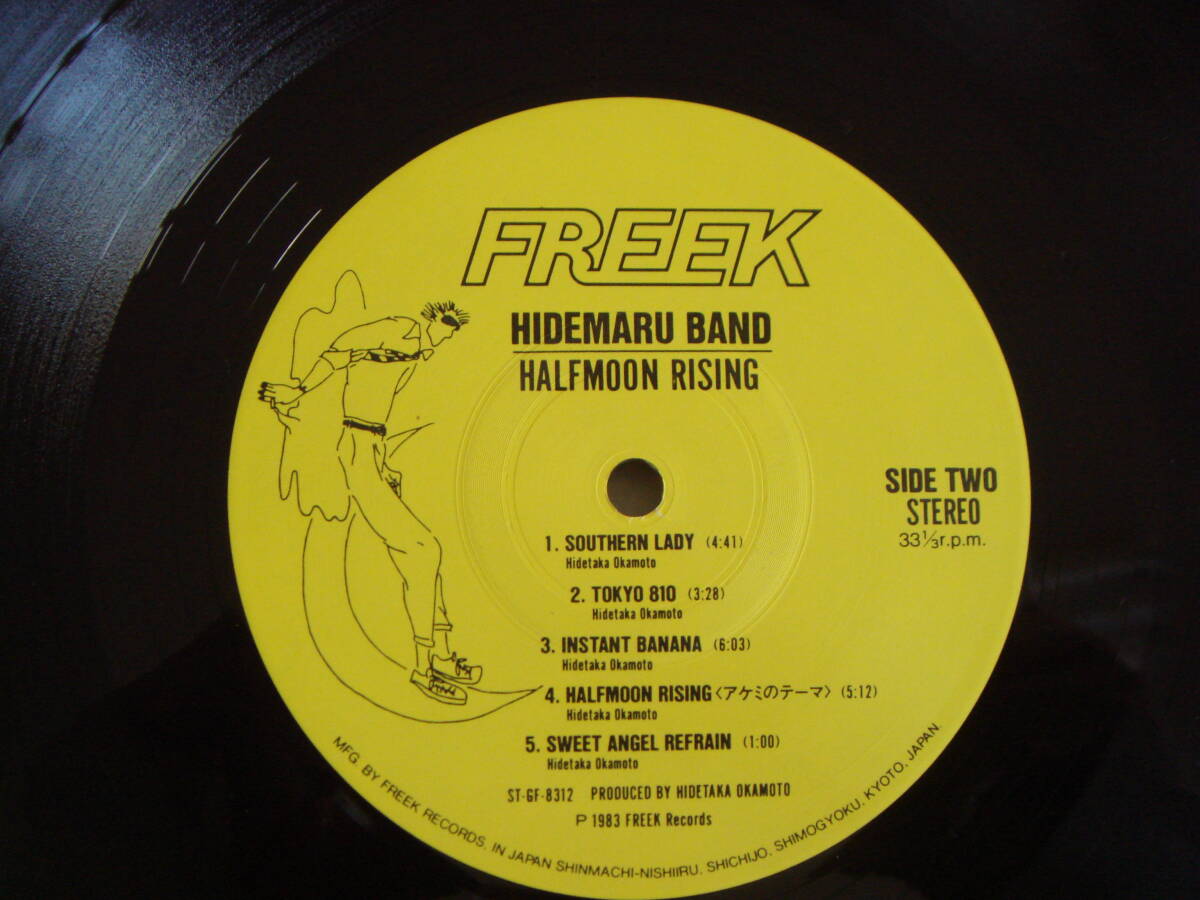 FREEK
HIDEMARU BAND
HALFMOON RISING
SIDE TWO
STEREO
33 1/3 r.p.m.
1. SOUTHERN LADY (4:41)
Hidetaka Okamoto
2. TOKYO 810 (3:28)
Hidetaka Okamoto
3. INSTANT BANANA (6:03)
Hidetaka Okamoto
4. HALFMOON RISING〈アケミのテーマ〉(5:12)
Hidetaka Okamoto
5. SWEET ANGEL REFRAIN (1:00)
Hidetaka Okamoto
ST-GF-8312 PRODUCED BY HIDETAKA OKAMOTO
P 1983 FREEK Records
MFG. BY FREEK RECORDS. IN JAPAN SHINMACHI-NISHIIRU, SHICHIJO, SHIMOGYOKU, KYOTO, JAPAN.